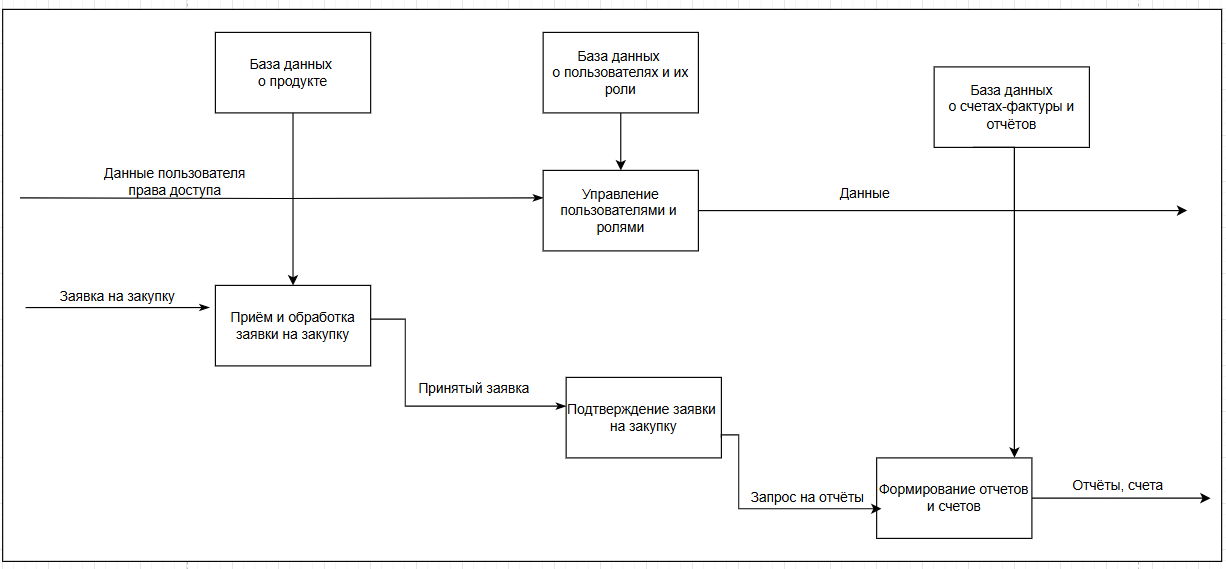 База данных
о продукте
База данных
о пользователях и их
роли
База данных
о счетах-фактуры и
отчётов
Данные пользователя
права доступа
Управление
пользователями и
ролями
Данные
Заявка на закупку
Приём и обработка
заявки на закупку
Принятый заявка
Подтверждение заявки
на закупку
Запрос на отчёты
Формирование отчетов
и счетов
Отчёты, счета